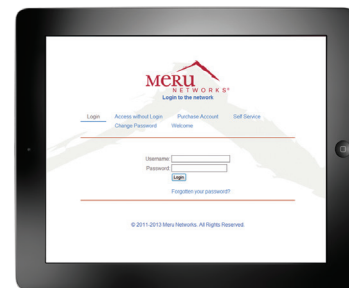 MERU
NETWORKS®
Login to the network
Login Access without Login Purchase Account Self Service
Change Password Welcome
Username
Password
Login
Forgotten your password?
© 2011-2013 Meru Networks. All Rights Reserved.